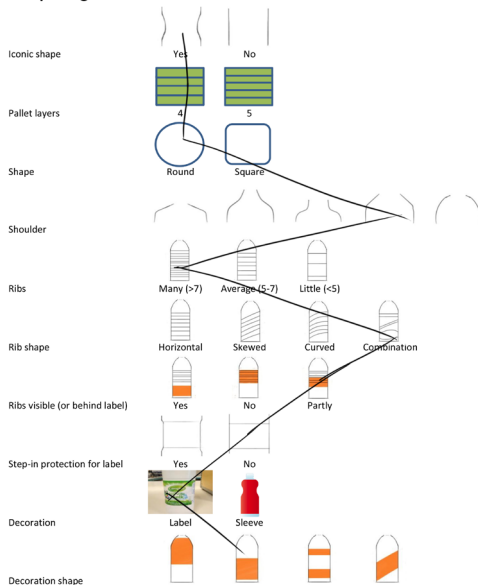 Iconic shape Yes No
Pallet layers 4 5
Shape Round Square
Shoulder
Ribs Many (>7) Average (5-7) Little (<5)
Rib shape Horizontal Skewed Curved Combination
Ribs visible (or behind label) Yes No Partly
Step-in protection for label Yes No
Decoration Label Sleeve
Decoration shape